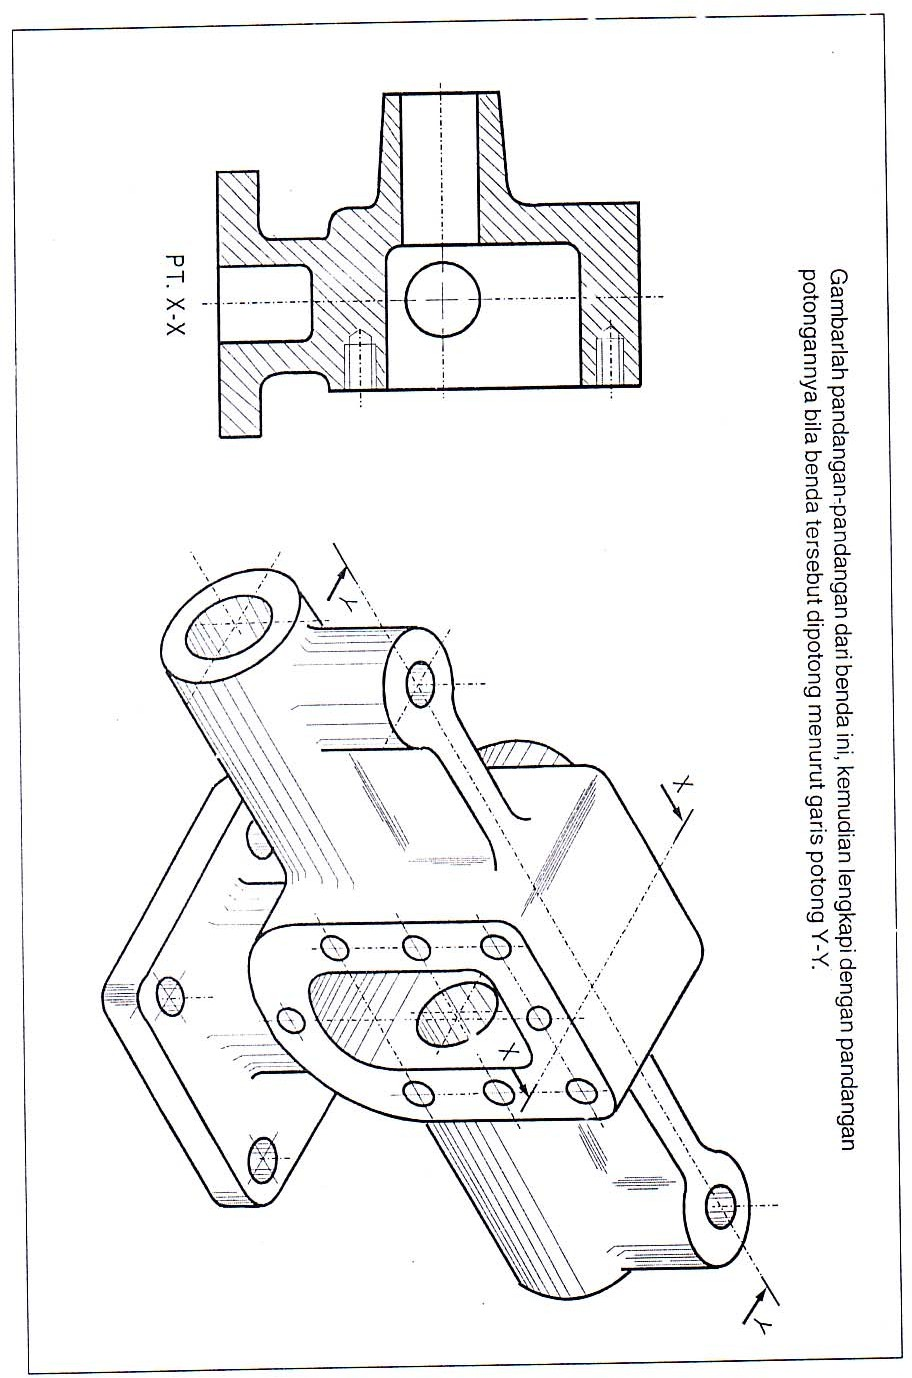 Gambarlah pandangan-pandangan dari benda ini, kemudian lengkapi dengan pandangan
potongannya bila benda tersebut dipotong menurut garis potong Y-Y.
PT. X-X
Y
X
X
Y